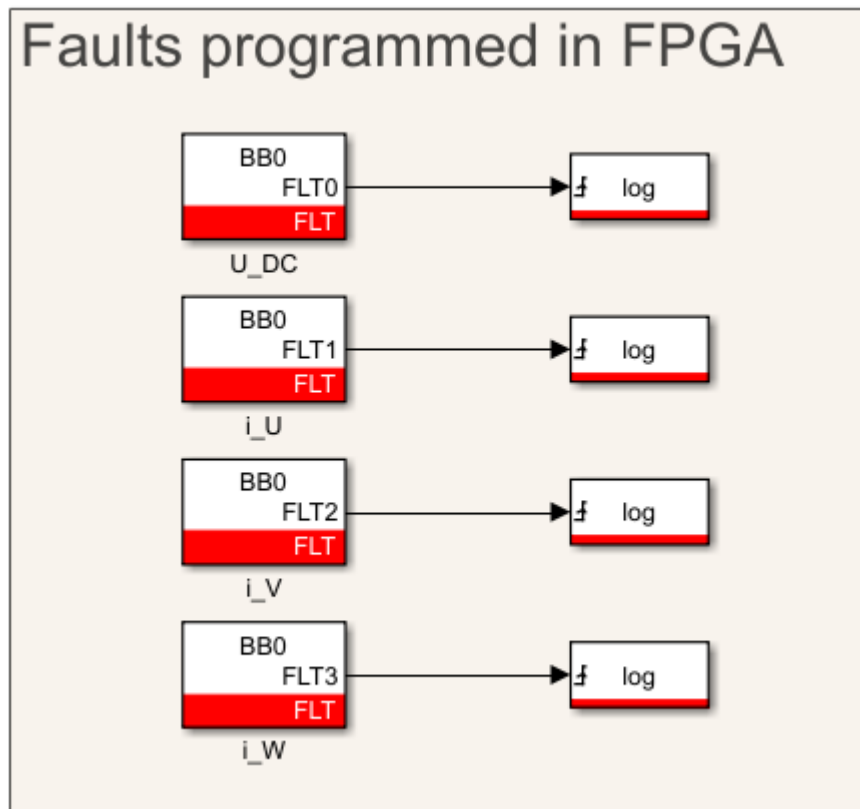 Faults programmed in FPGA
BB0
FLT0
FLT
U_DC
log
BB0
FLT1
FLT
i_U
log
BB0
FLT2
FLT
i_V
log
BB0
FLT3
FLT
i_W
log